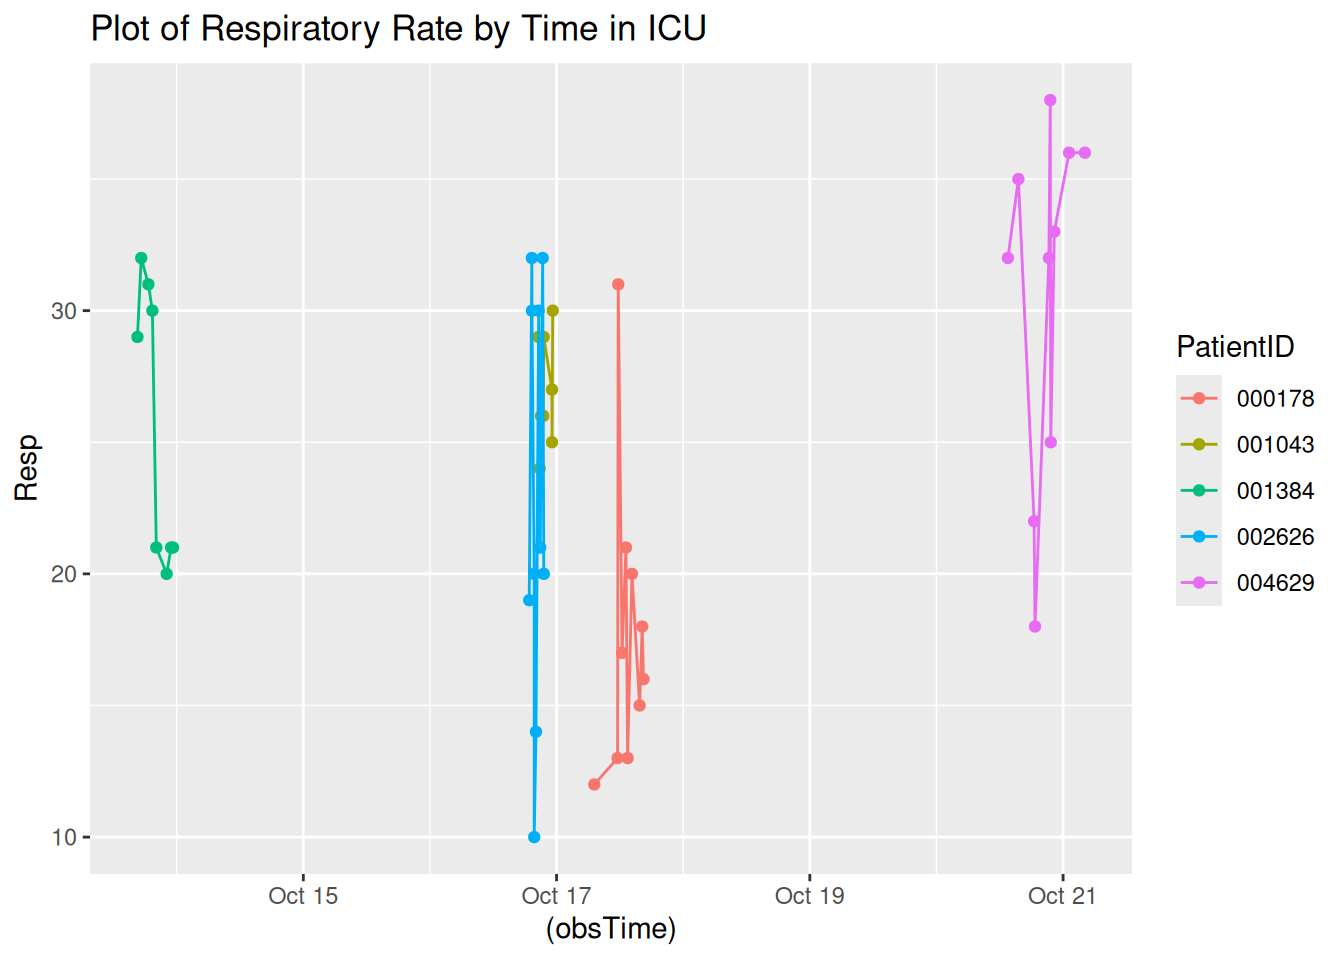 Plot of Respiratory Rate by Time in ICU
Resp
30
20
10
Oct 15
Oct 17
Oct 19
Oct 21
(obsTime)
PatientID
000178
001043
001384
002626
004629